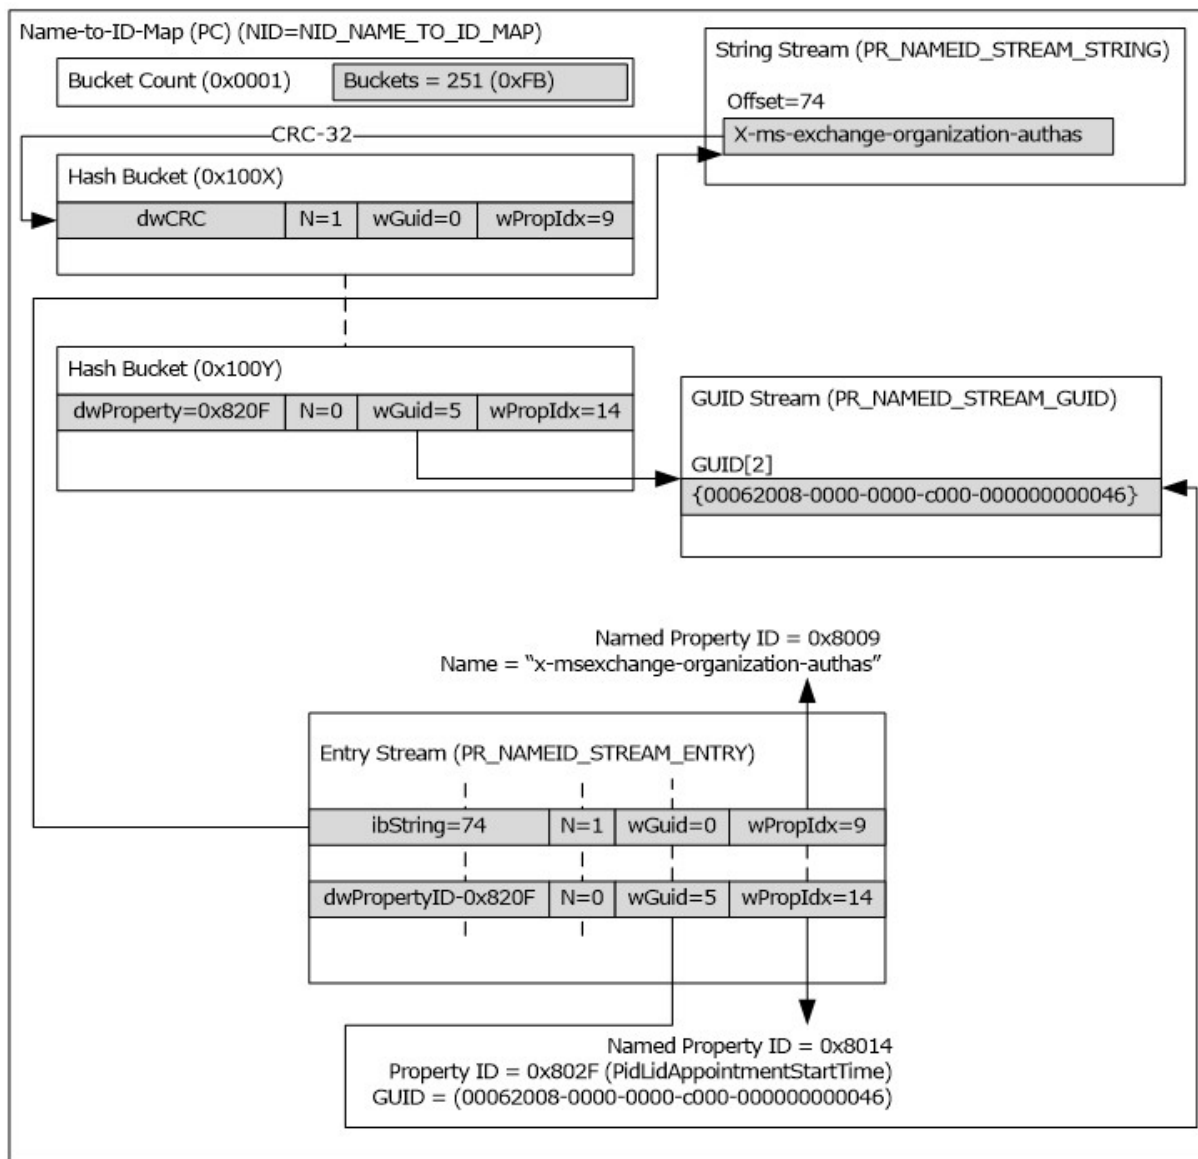 Name-to-ID-Map (PC) (NID=NID_NAME_TO_ID_MAP)
Bucket Count (0x0001)
Buckets = 251 (0xFB)
String Stream (PR_NAMEID_STREAM_STRING)
Offset=74
X-ms-exchange-organization-authas
CRC-32
Hash Bucket (0x100X)
dwCRC
N=1
wGuid=0
wPropIdx=9
Hash Bucket (0x100Y)
dwProperty=0x820F
N=0
wGuid=5
wPropIdx=14
GUID Stream (PR_NAMEID_STREAM_GUID)
GUID[2]
{00062008-0000-0000-c000-000000000046}
Named Property ID = 0x8009
Name = “x-msexchange-organization-authas”
Entry Stream (PR_NAMEID_STREAM_ENTRY)
ibString=74
N=1
wGuid=0
wPropIdx=9
dwPropertyID-0x820F
N=0
wGuid=5
wPropIdx=14
Named Property ID = 0x8014
Property ID = 0x802F (PidLidAppointmentStartTime)
GUID = (00062008-0000-0000-c000-000000000046)